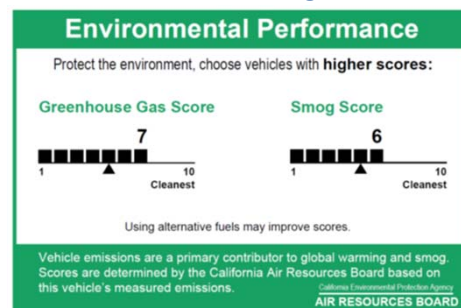 Environmental Performance
Protect the environment, choose vehicles with higher scores:
Greenhouse Gas Score
Smog Score
7
6
1
10
Cleanest
1
10
Cleanest
Using alternative fuels may improve scores.
Vehicle emissions are a primary contributor to global warming and smog.
Scores are determined by the California Air Resources Board based on
this vehicle's measured emissions.
California Environmental Protection Agency
AIR RESOURCES BOARD